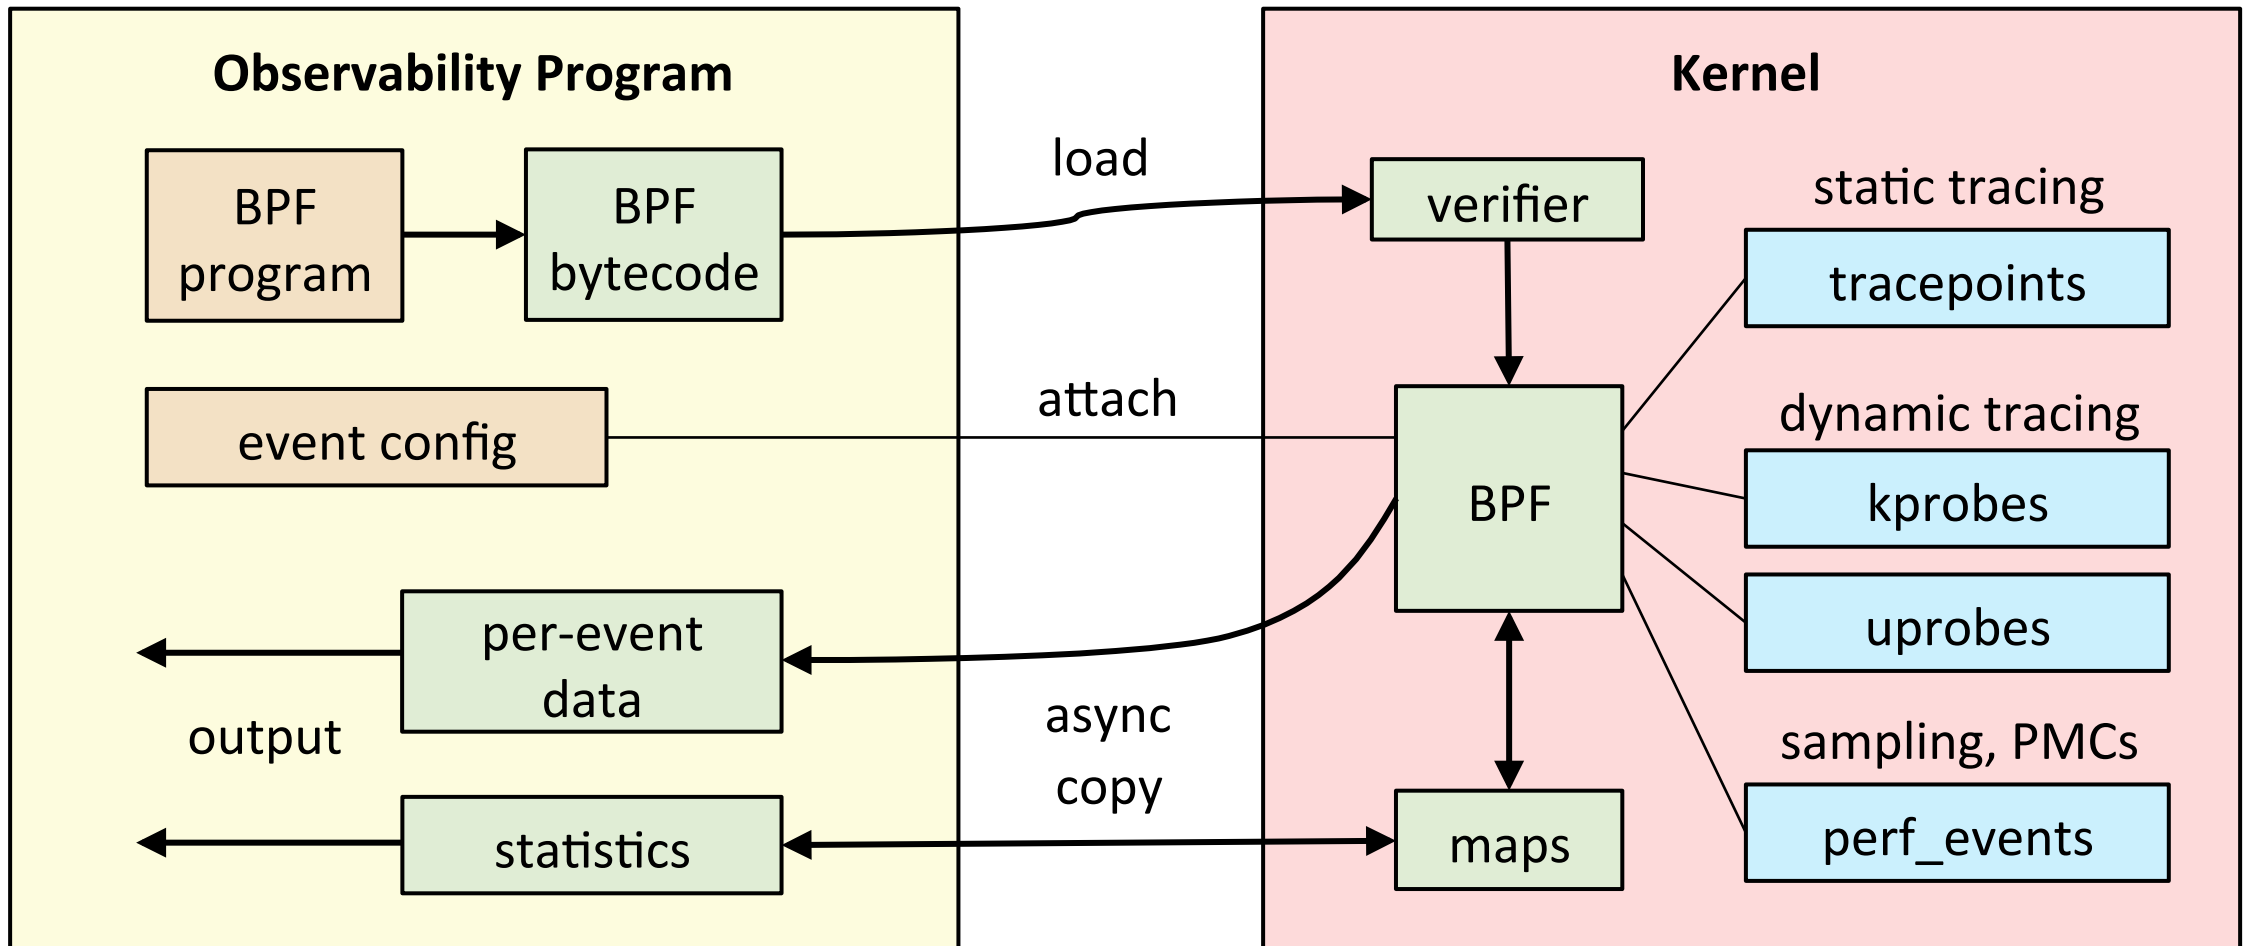 Observability Program
BPF
program
BPF
bytecode
event config
per-event
data
output
statistics
load
attach
async
copy
Kernel
verifier
BPF
maps
static tracing
tracepoints
dynamic tracing
kprobes
uprobes
sampling, PMCs
perf_events